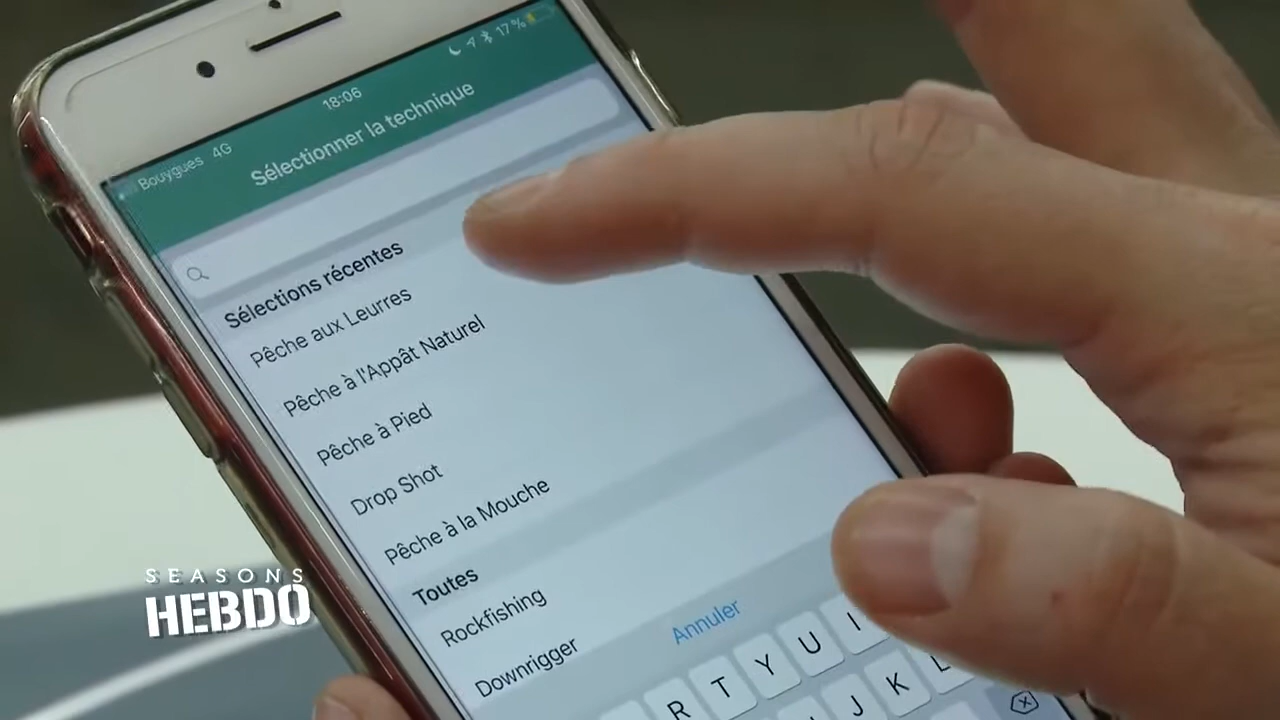 17 %
18:06
Bouygues 4G
Sélectionner la technique
Sélections récentes
Pêche aux Leurres
Pêche à l'Appât Naturel
Pêche à Pied
Drop Shot
Pêche à la Mouche
Toutes
Rockfishing
Downrigger
Annuler
R T Y U I
J K L
SEASONS
HEBDO